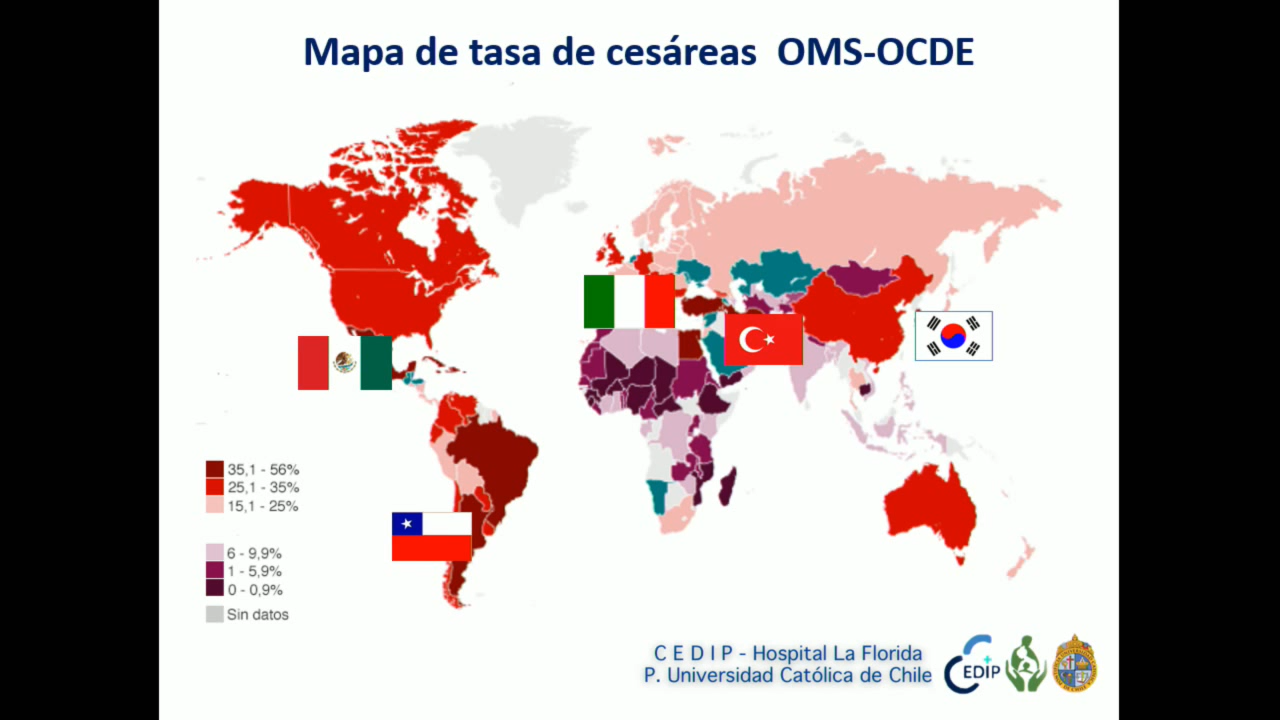 Mapa de tasa de cesáreas OMS-OCDE
35,1 - 56%
25,1 - 35%
15,1 - 25%
6 - 9,9%
1 - 5,9%
0 - 0,9%
Sin datos
C E D I P - Hospital La Florida
P. Universidad Católica de Chile
CEDIP